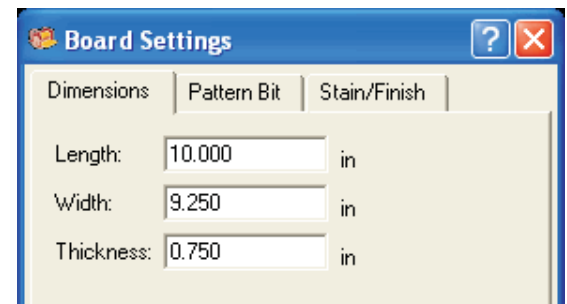 Board Settings
Dimensions Pattern Bit Stain/Finish
Length: 10.000 in
Width: 9.250 in
Thickness: 0.750 in